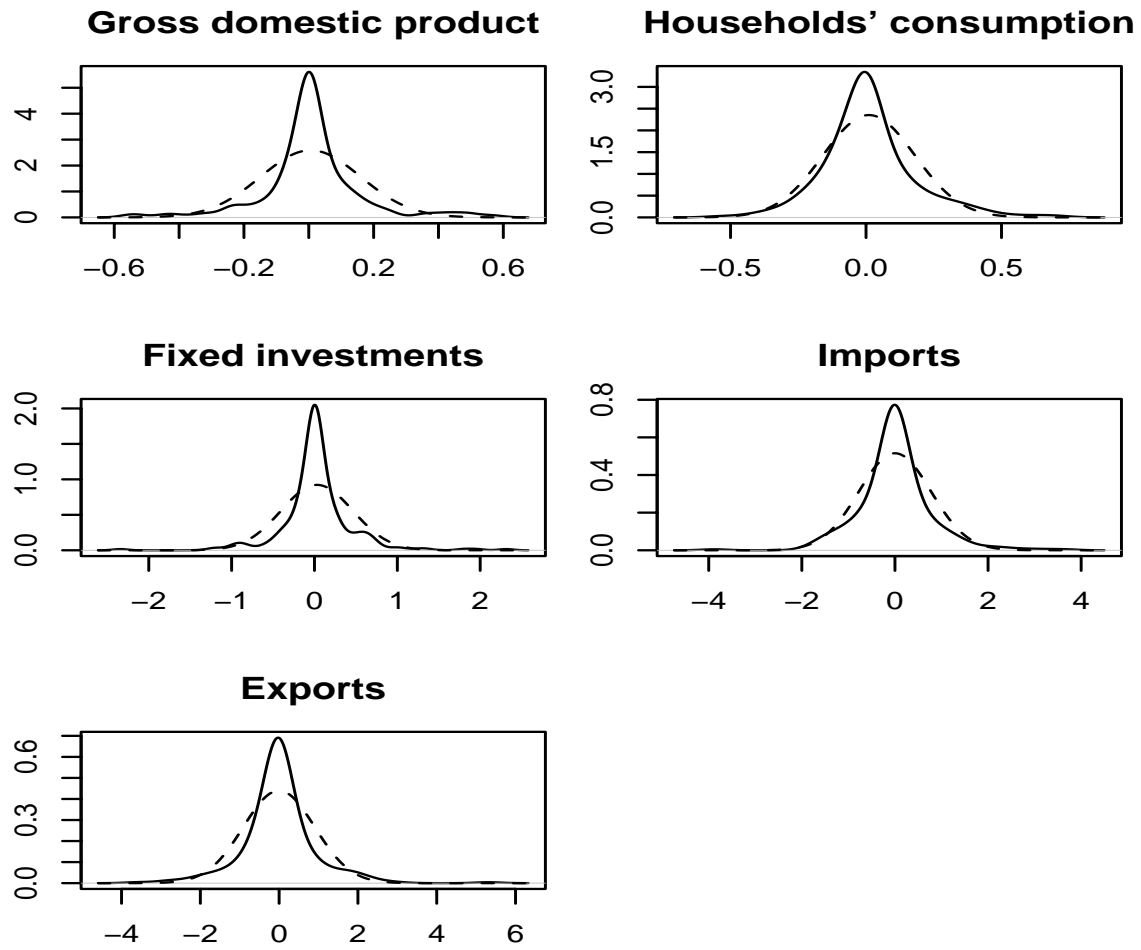 Gross domestic product
0 2 4
−0.6 −0.2 0.2 0.6
Households’ consumption
0.0 1.5 3.0
−0.5 0.0 0.5
Fixed investments
0.0 1.0 2.0
−2 −1 0 1 2
Imports
0.0 0.4 0.8
−4 −2 0 2 4
Exports
0.0 0.3 0.6
−4 −2 0 2 4 6